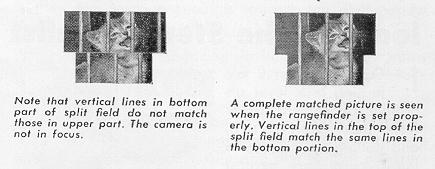 Note that vertical lines in bottom
part of split field do not match
those in upper part. The camera is
not in focus.
A complete matched picture is seen
when the rangefinder is set prop-
erly. Vertical lines in the top of the
split field match the same lines in
the bottom portion.